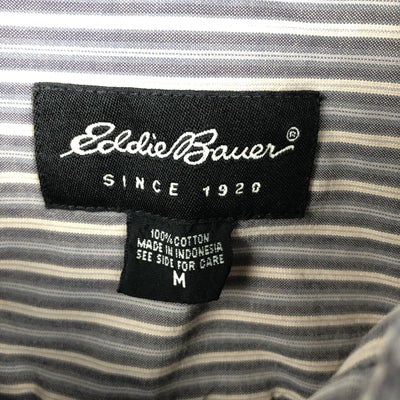 Eddie Bauer®
SINCE 1920
100% COTTON
MADE IN INDONESIA
SEE SIDE FOR CARE
M